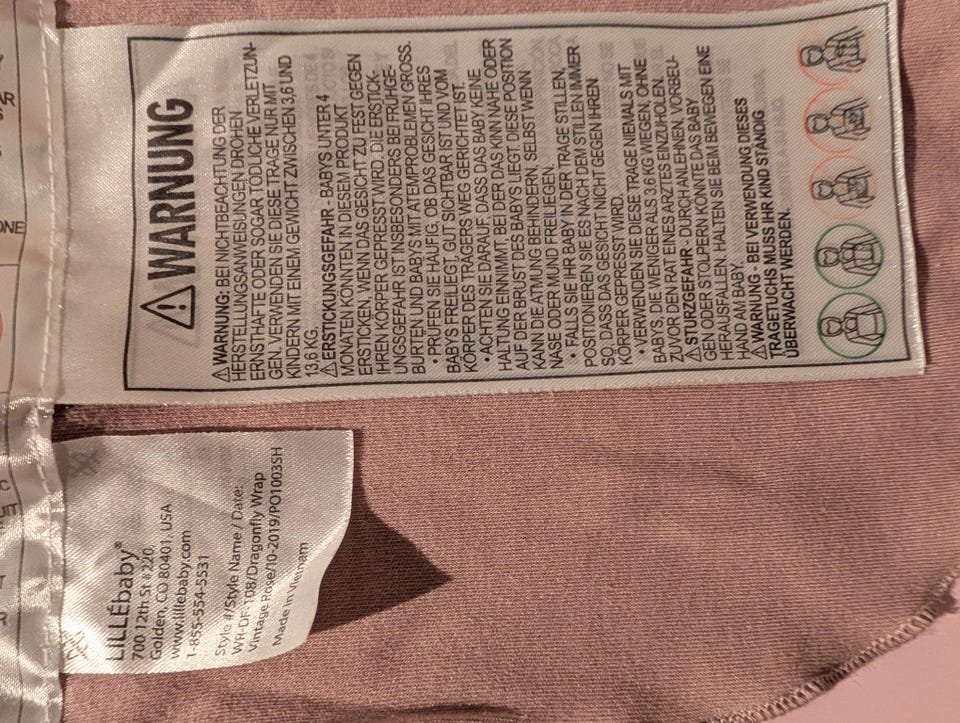 WARNUNG
WARNUNG: BEI NICHTBEACHTUNG DER
HERSTELLUNGSANWEISUNGEN DROHEN
ERNSTHAFTE ODER SOGAR TÖDLICHE VERLETZUN-
GEN. VERWENDEN SIE DIESE TRAGE NUR MIT
KINDERN MIT EINEM GEWICHT ZWISCHEN 3,6 UND
13,6 KG.
ERSTICKUNGSGEFAHR - BABYS UNTER 4
MONATEN KÖNNTEN IN DIESEM PRODUKT
ERSTICKEN, WENN DAS GESICHT ZU FEST GEGEN
IHREN KÖRPER GEPRESST WIRD. DIE ERSTICK-
UNGSGEFAHR IST INSBESONDERS BEI FRÜHGE-
BURTEN UND BABYS MIT ATEMPROBLEMEN GROSS.
• PRÜFEN SIE HÄUFIG, OB DAS GESICHT IHRES
BABYS FREILIEGT, GUT SICHTBAR IST UND VOM
KÖRPER DES TRÄGERS WEG GERICHTET IST.
• ACHTEN SIE DARAUF, DASS DAS BABY KEINE
HALTUNG EINNIMMT, BEI DER DAS KINN NAHE ODER
AUF DER BRUST DES BABYS LIEGT. DIESE POSITION
KANN DIE ATMUNG BEHINDERN, SELBST WENN
NASE ODER MUND FREILIEGEN.
• FALLS SIE IHR BABY IN DER TRAGE STILLEN,
POSITIONIEREN SIE ES NACH DEM STILLEN IMMER
SO, DASS DAS GESICHT NICHT GEGEN IHREN
KÖRPER GEPRESST WIRD.
• VERWENDEN SIE DIESE TRAGE NIEMALS MIT
BABYS, DIE WENIGER ALS 3,6 KG WIEGEN, OHNE
ZUVOR DEN RAT EINES ARZTES EINZUHOLEN.
STURZGEFAHR - DURCH ANLEHNEN, VORBEU-
GEN ODER STOLPERN KÖNNTE DAS BABY
HERAUSFALLEN. HALTEN SIE BEIM BEWEGEN EINE
HAND AM BABY.
WARNUNG - BEI VERWENDUNG DIESES
TRAGETUCHS MUSS IHR KIND STÄNDIG
ÜBERWACHT WERDEN.
LILLÉbaby®
700 12th St #220,
Golden, CO 80401, USA
www.lillebaby.com
1-855-554-5531
Style #/Style Name / Date:
WR-DF-108/Dragonfly Wrap
Vintage Rose/10-2019/PO1003SH
Made in Vietnam